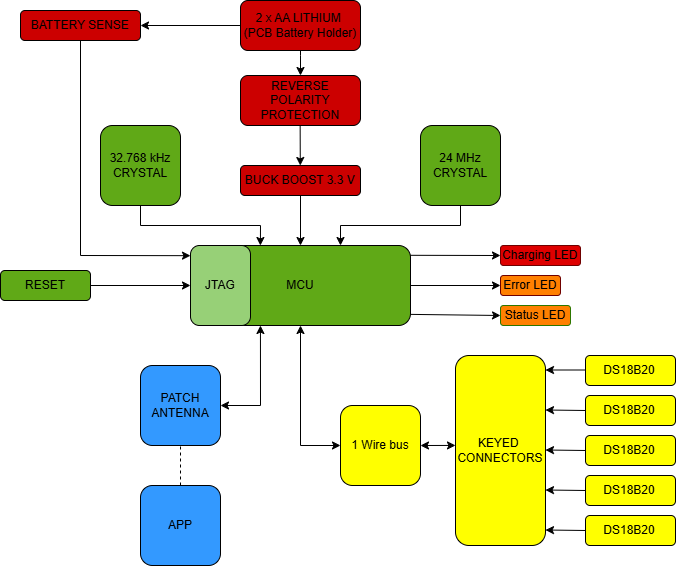 BATTERY SENSE
2 x AA LITHIUM
(PCB Battery Holder)
REVERSE
POLARITY
PROTECTION
32.768 kHz
CRYSTAL
BUCK BOOST 3.3 V
24 MHz
CRYSTAL
RESET
JTAG
MCU
Charging LED
Error LED
Status LED
PATCH
ANTENNA
1 Wire bus
KEYED
CONNECTORS
DS18B20
DS18B20
DS18B20
DS18B20
DS18B20
APP